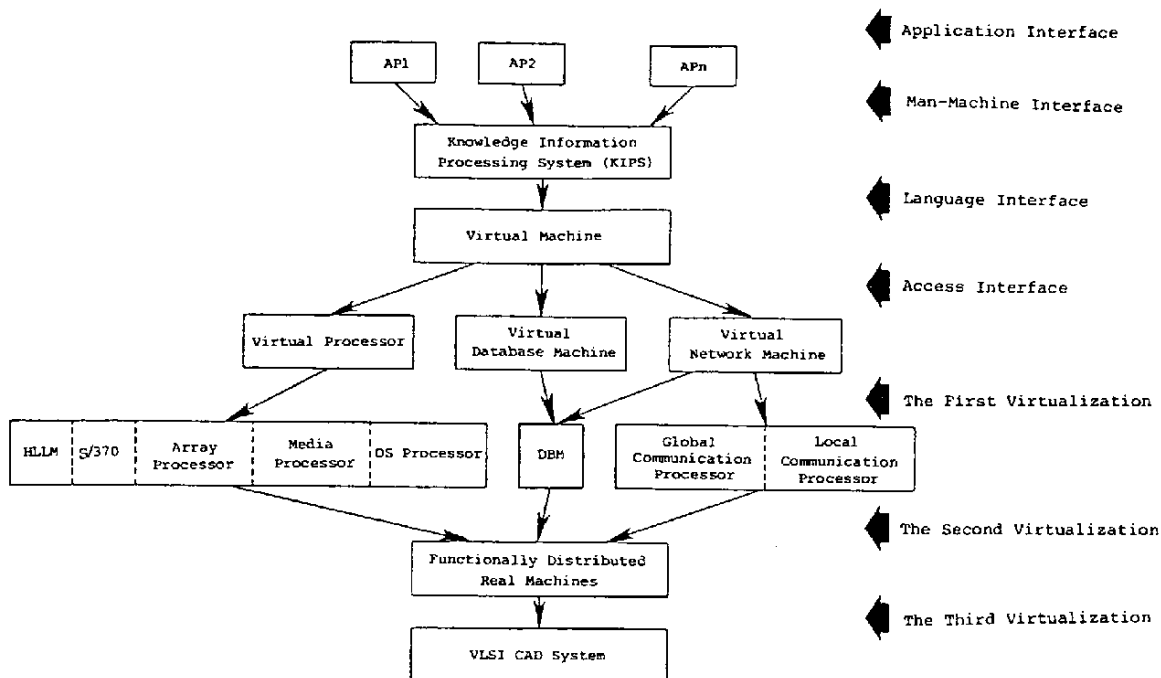 Application Interface
AP1
AP2
APn
Man-Machine Interface
Knowledge Information
Processing System (KIPS)
Language Interface
Virtual Machine
Access Interface
Virtual Processor
Virtual
Database Machine
Virtual
Network Machine
The First Virtualization
HLLM
S/370
Array
Processor
Media
Processor
OS Processor
DBM
Global
Communication
Processor
Local
Communication
Processor
The Second Virtualization
Functionally Distributed
Real Machines
The Third Virtualization
VLSI CAD System